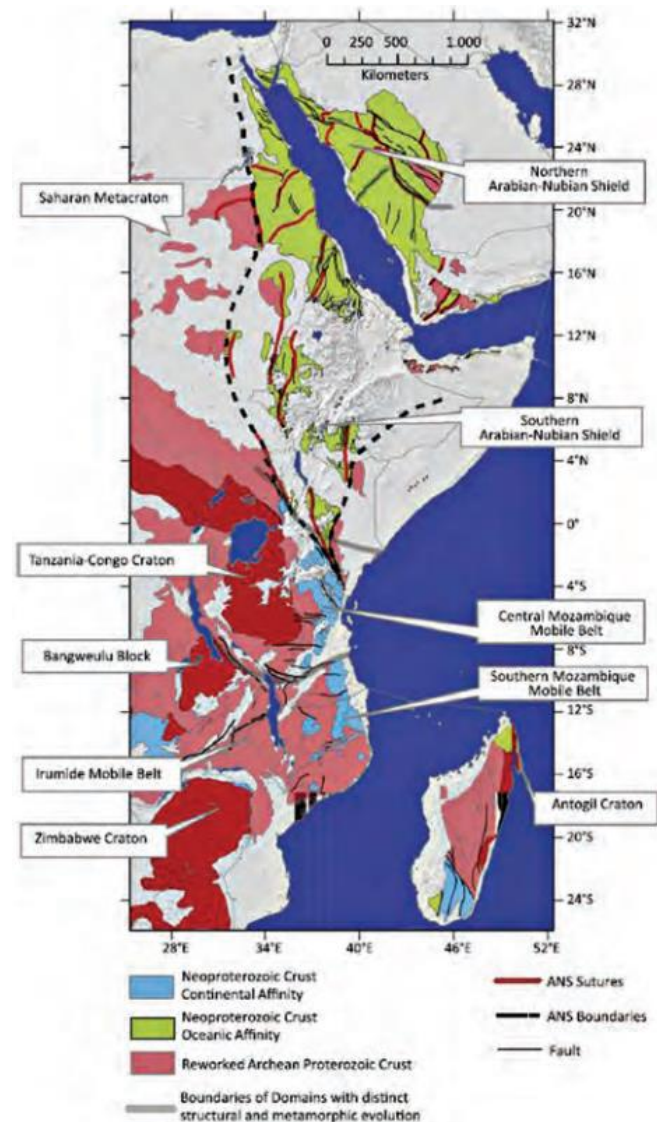 0 250 500 1.000
Kilometers
32°N
28°N
24°N
20°N
16°N
12°N
8°N
4°N
0°
4°S
8°S
12°S
16°S
20°S
24°S
Northern
Arabian-Nubian Shield
Saharan Metacraton
Southern
Arabian-Nubian Shield
Tanzania-Congo Craton
Central Mozambique
Mobile Belt
Bangweulu Block
Southern Mozambique
Mobile Belt
Irumide Mobile Belt
Antogil Craton
Zimbabwe Craton
28°E 34°E 40°E 46°E 52°E
Neoproterozoic Crust
Continental Affinity
Neoproterozoic Crust
Oceanic Affinity
Reworked Archean Proterozoic Crust
Boundaries of Domains with distinct
structural and metamorphic evolution
ANS Sutures
ANS Boundaries
Fault